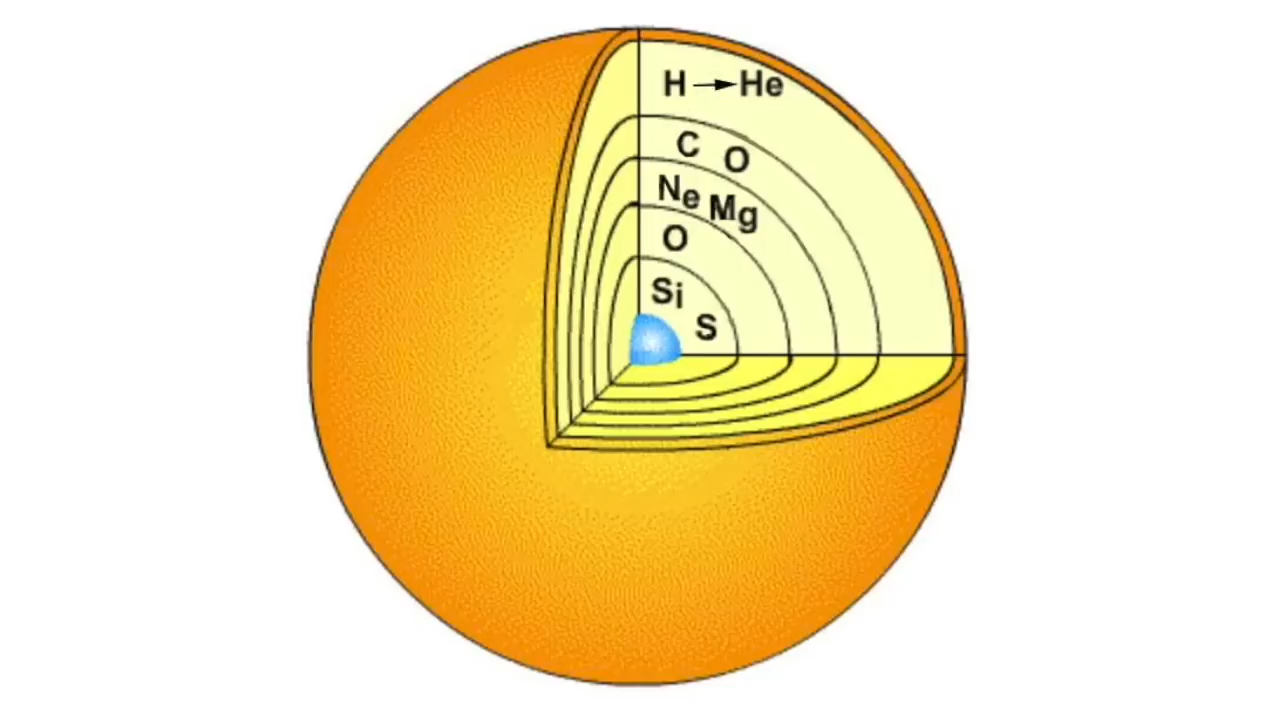 H → He
C O
Ne Mg
O
Si
S